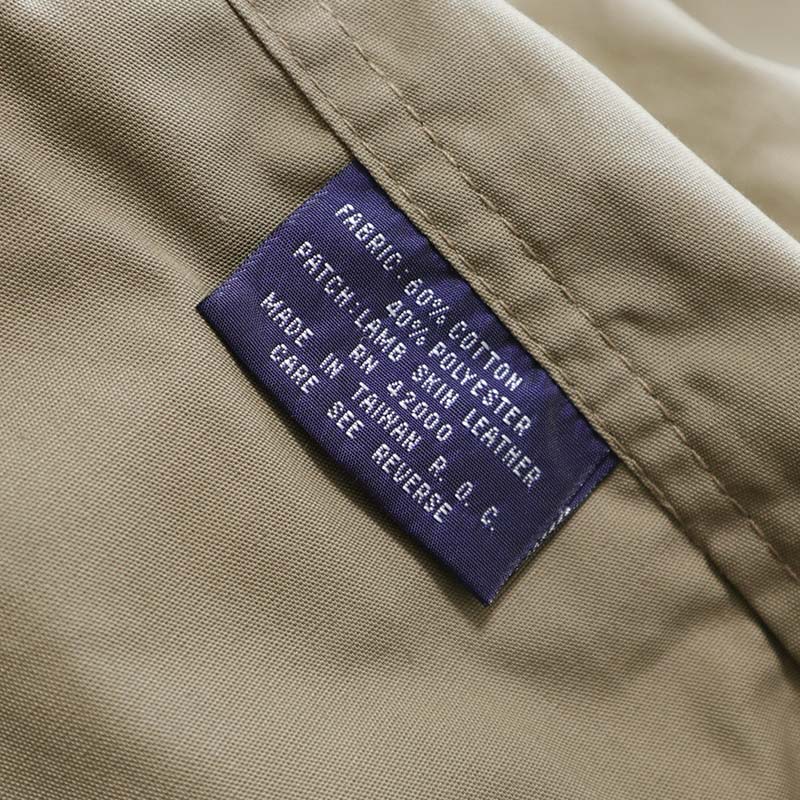 FABRIC: 60% COTTON
40% POLYESTER
PATCH-LAMB SKIN LEATHER
RN 42000
MADE IN TAIWAN R. O. C.
CARE SEE REVERSE